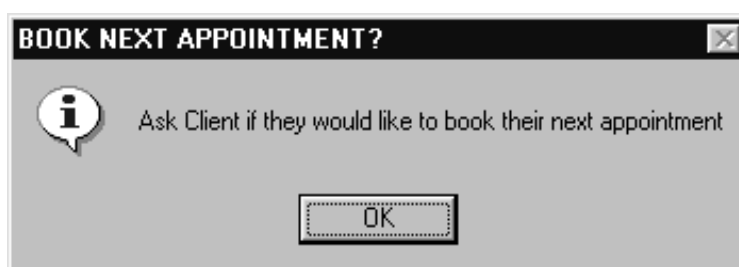 BOOK NEXT APPOINTMENT?
Ask Client if they would like to book their next appointment
OK